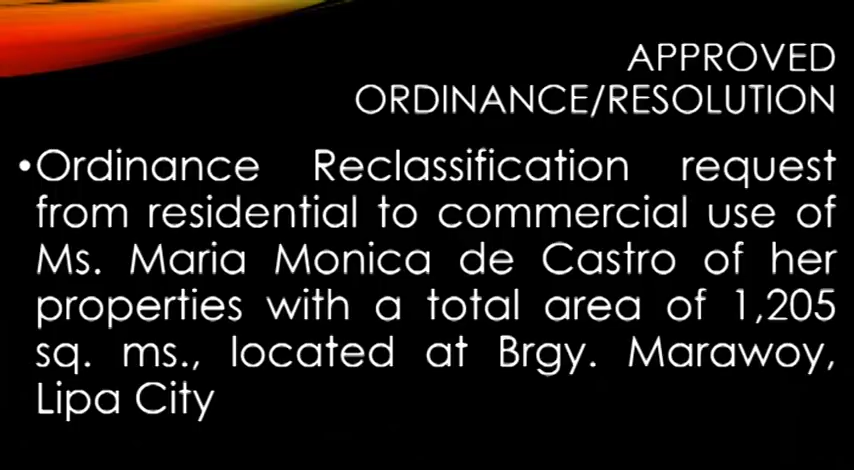 APPROVED
ORDINANCE/RESOLUTION
•Ordinance Reclassification request
from residential to commercial use of
Ms. Maria Monica de Castro of her
properties with a total area of 1,205
sq. ms., located at Brgy. Marawoy,
Lipa City